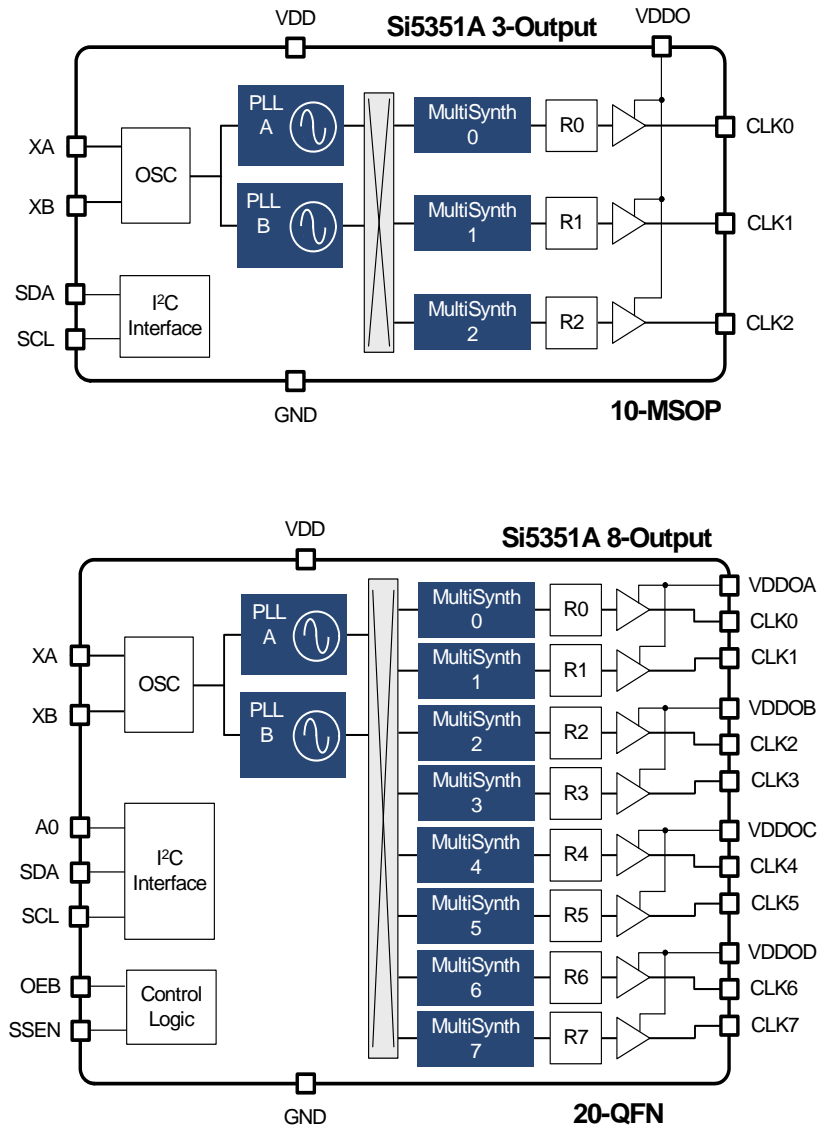 VDD
Si5351A 3-Output
VDDO
PLL
A
MultiSynth
0
R0
CLK0
XA
OSC
XB
PLL
B
MultiSynth
1
R1
CLK1
SDA
I²C
Interface
SCL
MultiSynth
2
R2
CLK2
GND
10-MSOP
VDD
Si5351A 8-Output
PLL
A
MultiSynth
0
R0
VDDOA
CLK0
XA
OSC
XB
MultiSynth
1
R1
CLK1
PLL
B
MultiSynth
2
R2
VDDOB
CLK2
MultiSynth
3
R3
CLK3
A0
I²C
Interface
SDA
SCL
MultiSynth
4
R4
VDDOC
CLK4
MultiSynth
5
R5
CLK5
OEB
Control
Logic
SSEN
MultiSynth
6
R6
VDDOD
CLK6
MultiSynth
7
R7
CLK7
GND
20-QFN